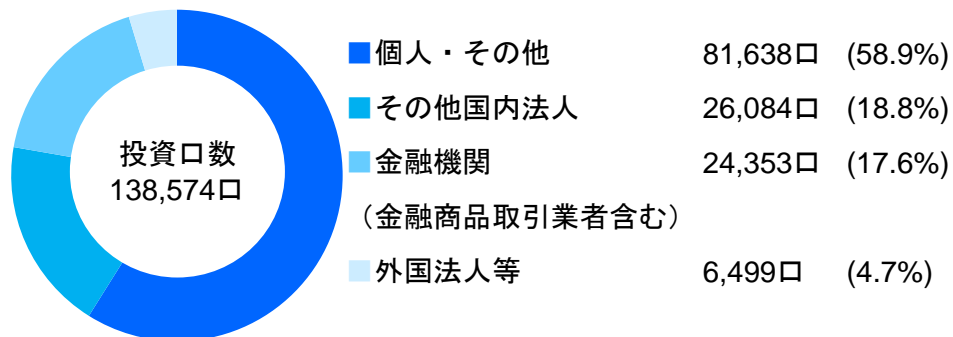 投資口数
138,574口
個人・その他 81,638口 (58.9%)
その他国内法人 26,084口 (18.8%)
金融機関 24,353口 (17.6%)
（金融商品取引業者含む）
外国法人等 6,499口 (4.7%)